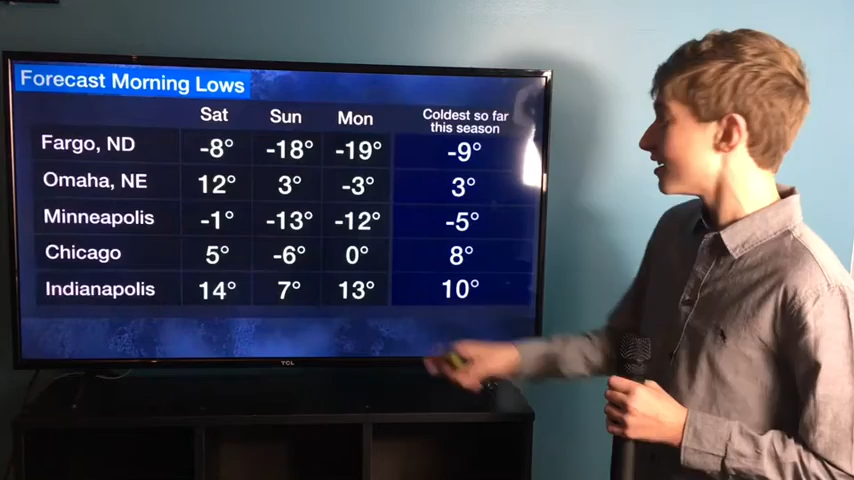 Forecast Morning Lows
Sat Sun Mon Coldest so far
this season
Fargo, ND -8° -18° -19° -9°
Omaha, NE 12° 3° -3° 3°
Minneapolis -1° -13° -12° -5°
Chicago 5° -6° 0° 8°
Indianapolis 14° 7° 13° 10°
TCL